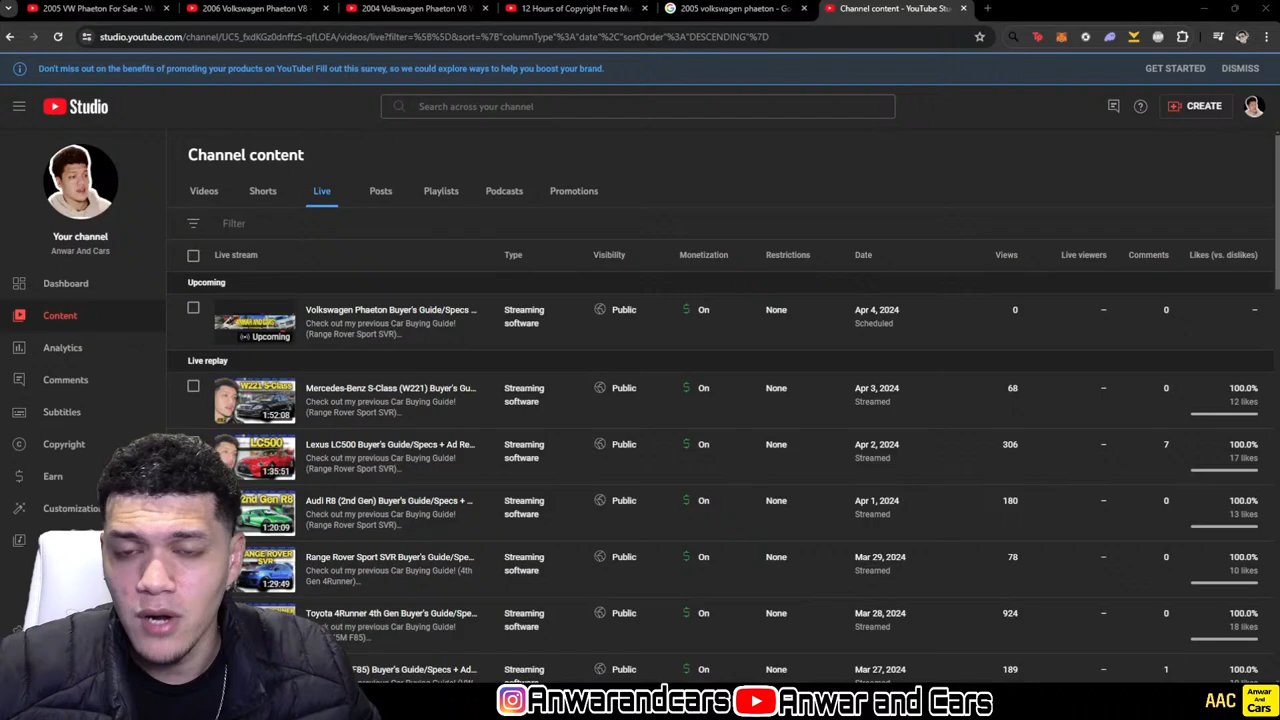 2005 VW Phaeton For Sale - W
2006 Volkswagen Phaeton V8 -
2004 Volkswagen Phaeton V8 V
12 Hours of Copyright Free Mu
2005 volkswagen phaeton - Go
Channel content - YouTube Stu
studio.youtube.com/channel/UC5_fxdKGz0dnffzS-qfLOEA/videos/live?filter=%5B%5D&sort=%7B"columnType"%3A"date"%2C"sortOrder"%3A"DESCENDING"%7D
Don't miss out on the benefits of promoting your products on YouTube! Fill out this survey, so we could explore ways to help you boost your brand.
GET STARTED
DISMISS
Studio
Search across your channel
CREATE
Your channel
Anwar And Cars
Dashboard
Content
Analytics
Comments
Subtitles
Copyright
Earn
Customizatio
Channel content
Videos
Shorts
Live
Posts
Playlists
Podcasts
Promotions
Filter
Live stream
Type
Visibility
Monetization
Restrictions
Date
Views
Live viewers
Comments
Likes (vs. dislikes)
Upcoming
Upcoming
Volkswagen Phaeton Buyer's Guide/Specs ...
Check out my previous Car Buying Guide!
(Range Rover Sport SVR)...
Streaming
software
Public
On
None
Apr 4, 2024
Scheduled
0
–
0
–
Live replay
W221 S-Class
1:52:08
Mercedes-Benz S-Class (W221) Buyer's Gu...
Check out my previous Car Buying Guide!
(Range Rover Sport SVR)...
Streaming
software
Public
On
None
Apr 3, 2024
Streamed
68
–
0
100.0%
12 likes
LC500
1:35:51
Lexus LC500 Buyer's Guide/Specs + Ad Re...
Check out my previous Car Buying Guide!
(Range Rover Sport SVR)...
Streaming
software
Public
On
None
Apr 2, 2024
Streamed
306
–
7
100.0%
17 likes
2nd Gen R8
1:20:09
Audi R8 (2nd Gen) Buyer's Guide/Specs + ...
Check out my previous Car Buying Guide!
(Range Rover Sport SVR)...
Streaming
software
Public
On
None
Apr 1, 2024
Streamed
180
–
0
100.0%
13 likes
RANGE ROVER
SVR
1:29:49
Range Rover Sport SVR Buyer's Guide/Spe...
Check out my previous Car Buying Guide! (4th
Gen 4Runner)...
Streaming
software
Public
On
None
Mar 29, 2024
Streamed
78
–
0
100.0%
10 likes
Toyota 4Runner 4th Gen Buyer's Guide/Spe...
Check out my previous Car Buying Guide!
(5M F85)...
Streaming
software
Public
On
None
Mar 28, 2024
Streamed
924
–
0
100.0%
18 likes
F85) Buyer's Guide/Specs + Ad...
Streaming
Public
On
None
Mar 27, 2024
189
–
1
100.0%
Anwarandcars
Anwar and Cars
AAC
Anwar
And
Cars